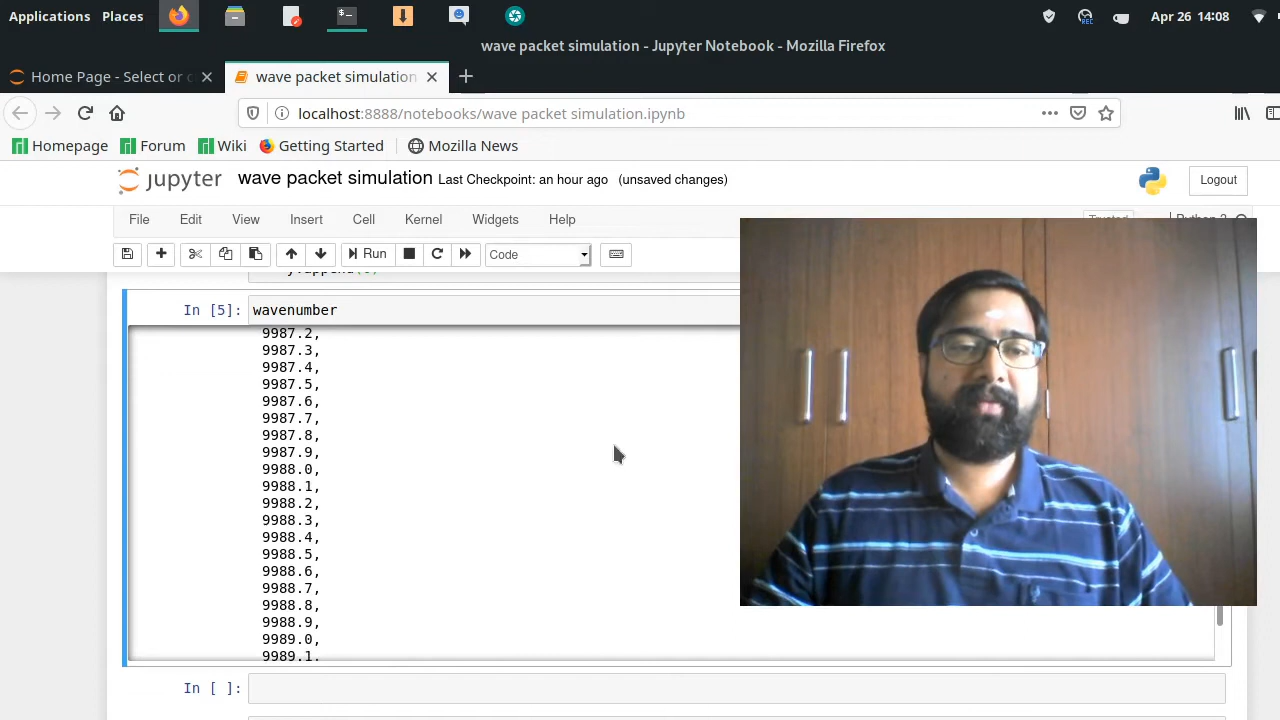 Applications Places
Apr 26 14:08
wave packet simulation - Jupyter Notebook - Mozilla Firefox
Home Page - Select or c
wave packet simulation
localhost:8888/notebooks/wave packet simulation.ipynb
Homepage Forum Wiki Getting Started Mozilla News
jupyter wave packet simulation Last Checkpoint: an hour ago (unsaved changes)
Logout
File Edit View Insert Cell Kernel Widgets Help
Run Code
In [5]: wavenumber
9987.2,
9987.3,
9987.4,
9987.5,
9987.6,
9987.7,
9987.8,
9987.9,
9988.0,
9988.1,
9988.2,
9988.3,
9988.4,
9988.5,
9988.6,
9988.7,
9988.8,
9988.9,
9989.0,
9989.1,
In [ ]: